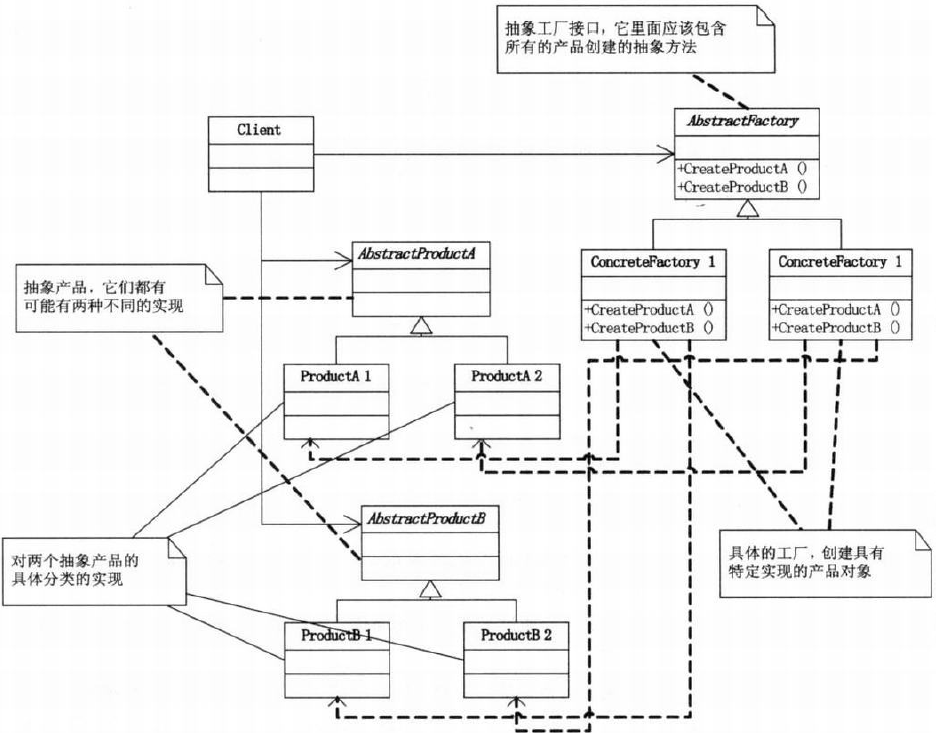 抽象工厂接口，它里面应该包含
所有的产品创建的抽象方法
AbstractFactory
+CreateProductA ()
+CreateProductB ()
Client
AbstractProductA
抽象产品，它们都有
可能有两种不同的实现
ConcreteFactory 1
+CreateProductA ()
+CreateProductB ()
ConcreteFactory 1
+CreateProductA ()
+CreateProductB ()
ProductA 1
ProductA 2
AbstractProductB
对两个抽象产品的
具体分类的实现
具体的工厂，创建具有
特定实现的产品对象
ProductB 1
ProductB 2